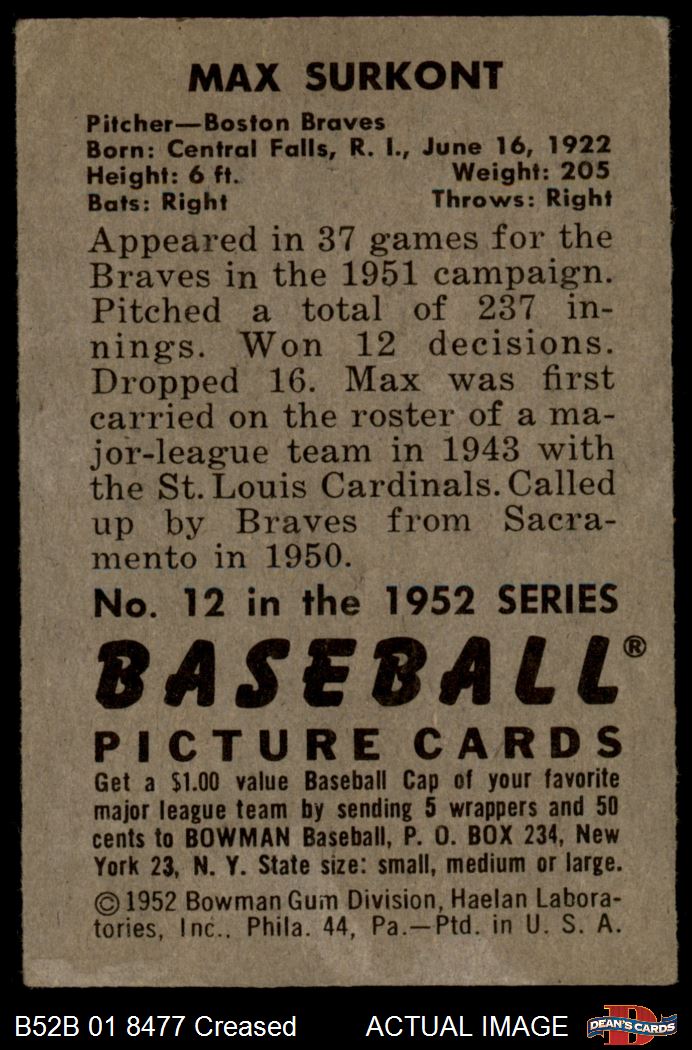 MAX SURKONT
Pitcher—Boston Braves
Born: Central Falls, R. I., June 16, 1922
Height: 6 ft. Weight: 205
Bats: Right Throws: Right
Appeared in 37 games for the
Braves in the 1951 campaign.
Pitched a total of 237 in-
nings. Won 12 decisions.
Dropped 16. Max was first
carried on the roster of a ma-
jor-league team in 1943 with
the St. Louis Cardinals. Called
up by Braves from Sacra-
mento in 1950.
No. 12 in the 1952 SERIES
BASEBALL®
PICTURE CARDS
Get a $1.00 value Baseball Cap of your favorite
major league team by sending 5 wrappers and 50
cents to BOWMAN Baseball, P. O. BOX 234, New
York 23, N. Y. State size: small, medium or large.
©1952 Bowman Gum Division, Haelan Labora-
tories, Inc.. Phila. 44, Pa.—Ptd. in U. S. A.
B52B 01 8477 Creased ACTUAL IMAGE DEAN'S CARDS